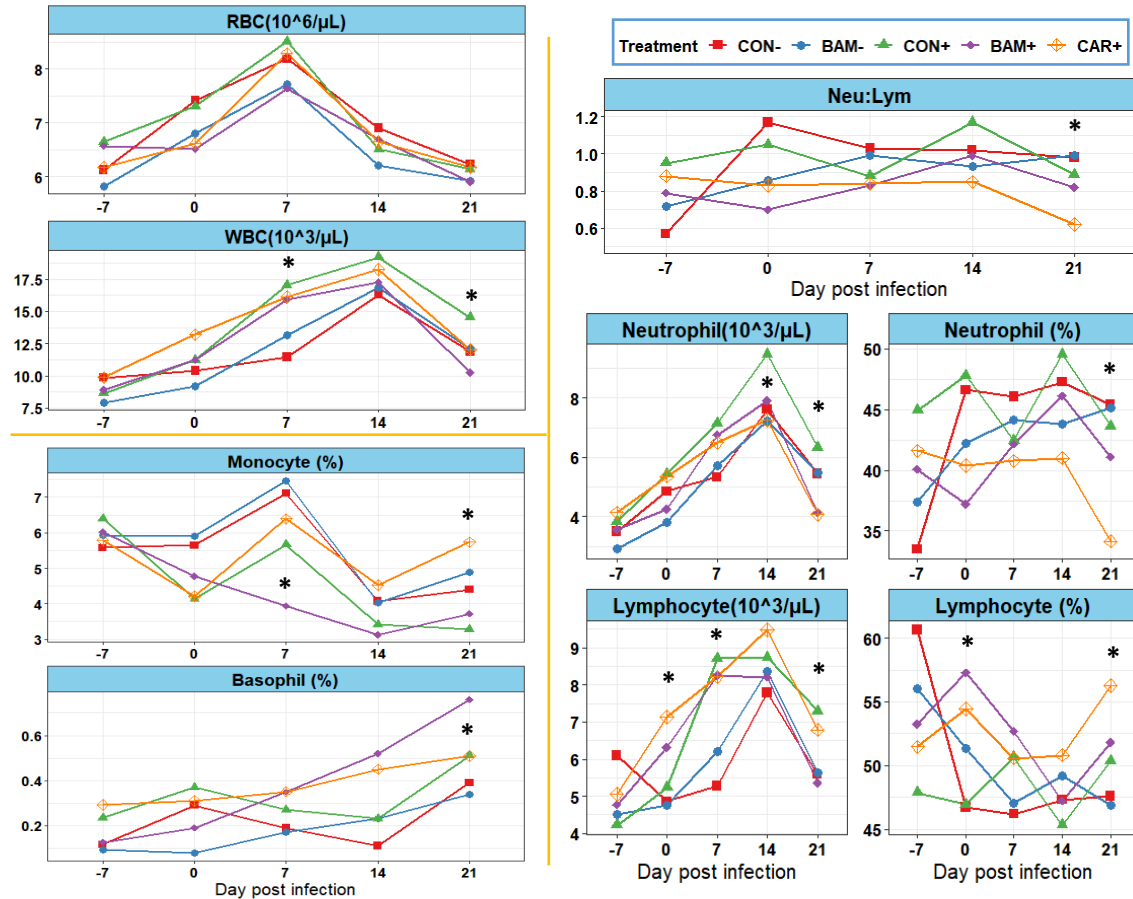 RBC(10^6/µL)
8
7
6
-7 0 7 14 21
WBC(10^3/µL)
*
*
17.5
15.0
12.5
10.0
7.5
-7 0 7 14 21
Monocyte (%)
7
6
5
4
3
*
*
-7 0 7 14 21
Basophil (%)
0.6
0.4
0.2
*
-7 0 7 14 21
Day post infection
Treatment CON- BAM- CON+ BAM+ CAR+
Neu:Lym
1.2
1.0
0.8
0.6
*
-7 0 7 14 21
Day post infection
Neutrophil(10^3/µL)
8
6
4
*
*
-7 0 7 14 21
Neutrophil (%)
50
45
40
35
*
-7 0 7 14 21
Lymphocyte(10^3/µL)
9
8
7
6
5
4
*
*
*
-7 0 7 14 21
Day post infection
Lymphocyte (%)
60
55
50
45
*
*
-7 0 7 14 21
Day post infection